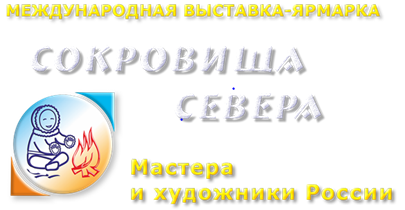 МЕЖДУНАРОДНАЯ ВЫСТАВКА-ЯРМАРКА
СОКРОВИЩА
СЕВЕРА
Мастера
и художники России